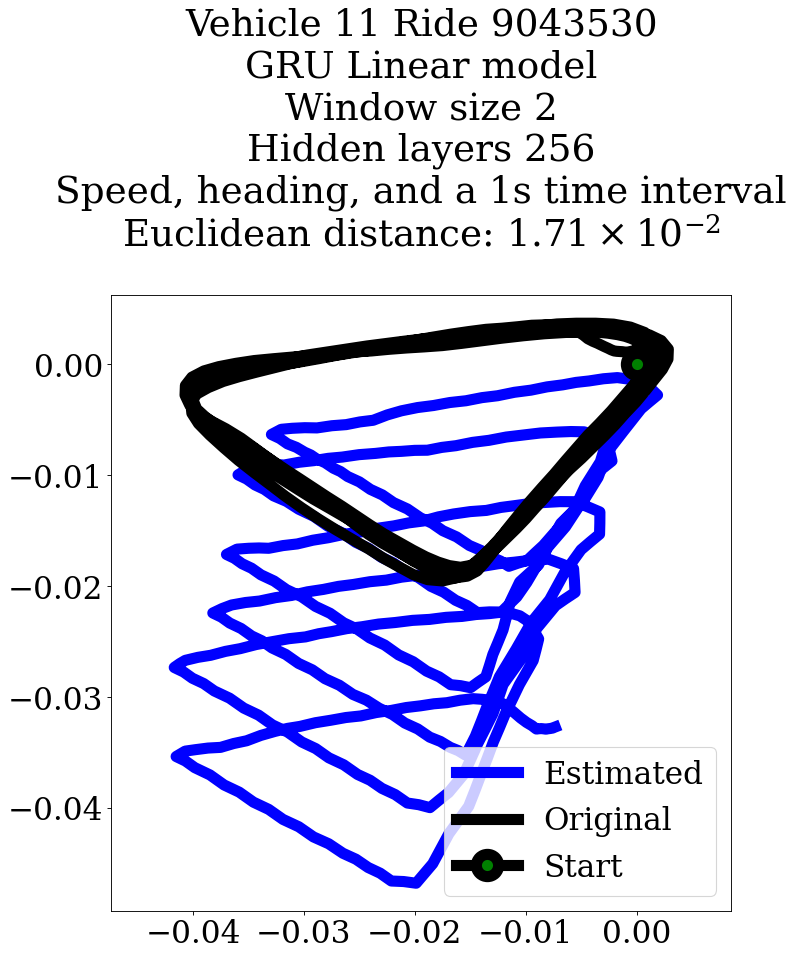 Vehicle 11 Ride 9043530
GRU Linear model
Window size 2
Hidden layers 256
Speed, heading, and a 1s time interval
Euclidean distance: 1.71 × 10⁻²
0.00
−0.01
−0.02
−0.03
−0.04
Estimated
Original
Start
−0.04 −0.03 −0.02 −0.01 0.00